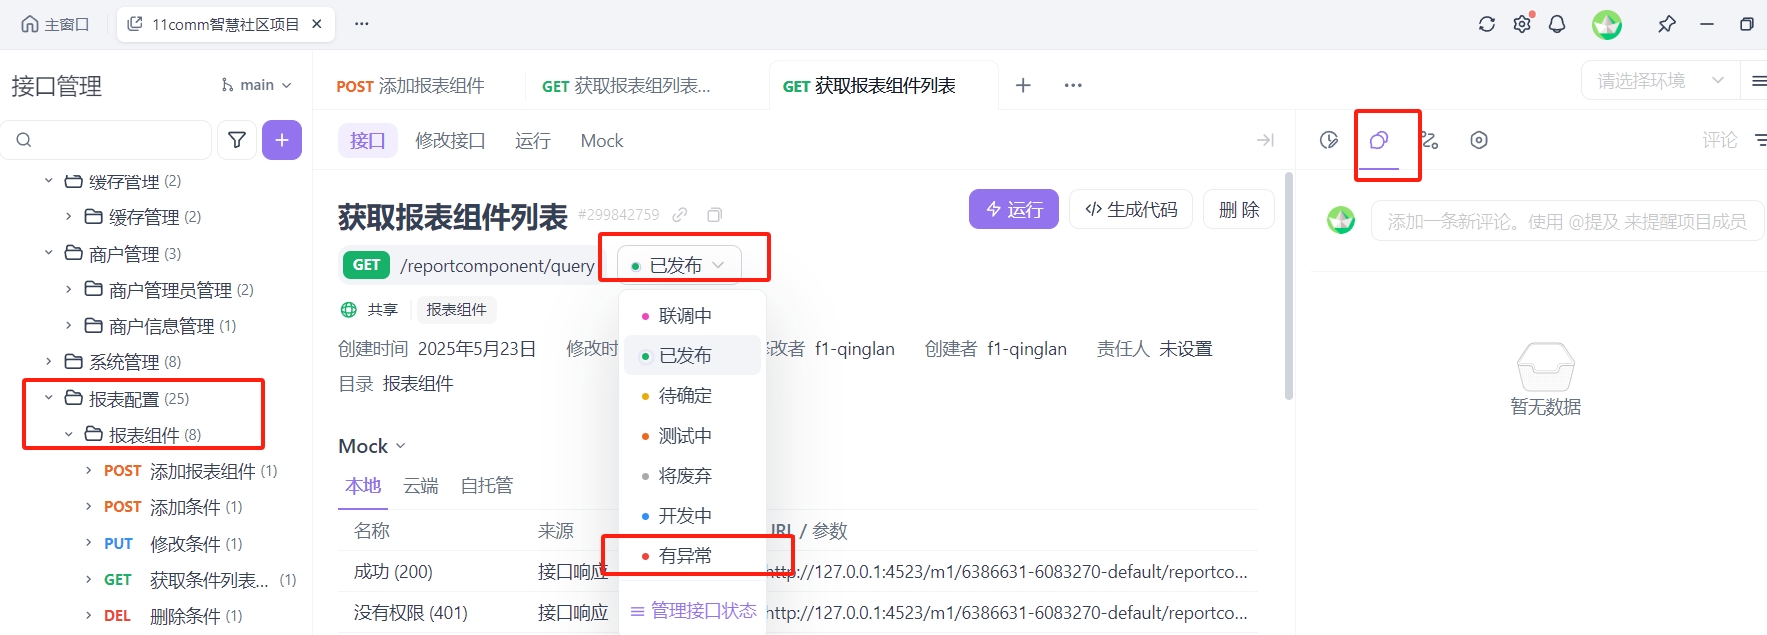 主窗口
11comm智慧社区项目
接口管理
main
缓存管理 (2)
缓存管理 (2)
商户管理 (3)
商户管理员管理 (2)
商户信息管理 (1)
系统管理 (8)
报表配置 (25)
报表组件 (8)
POST 添加报表组件 (1)
POST 添加条件 (1)
PUT 修改条件 (1)
GET 获取条件列表... (1)
DEL 删除条件 (1)
POST 添加报表组件
GET 获取报表组列表...
GET 获取报表组件列表
请选择环境
接口 修改接口 运行 Mock
评论
获取报表组件列表 #299842759
运行
生成代码
删 除
GET /reportcomponent/query
已发布
共享 报表组件
创建时间 2025年5月23日 修改时 修改者 f1-qinglan 创建者 f1-qinglan 责任人 未设置
目录 报表组件
联调中
已发布
待确定
测试中
将废弃
开发中
有异常
管理接口状态
Mock
本地 云端 自托管
名称 来源 URL / 参数
成功 (200) 接口响应 http://127.0.0.1:4523/m1/6386631-6083270-default/reportco...
没有权限 (401) 接口响应 http://127.0.0.1:4523/m1/6386631-6083270-default/reportco...
添加一条新评论。使用 @提及 来提醒项目成员
暂无数据